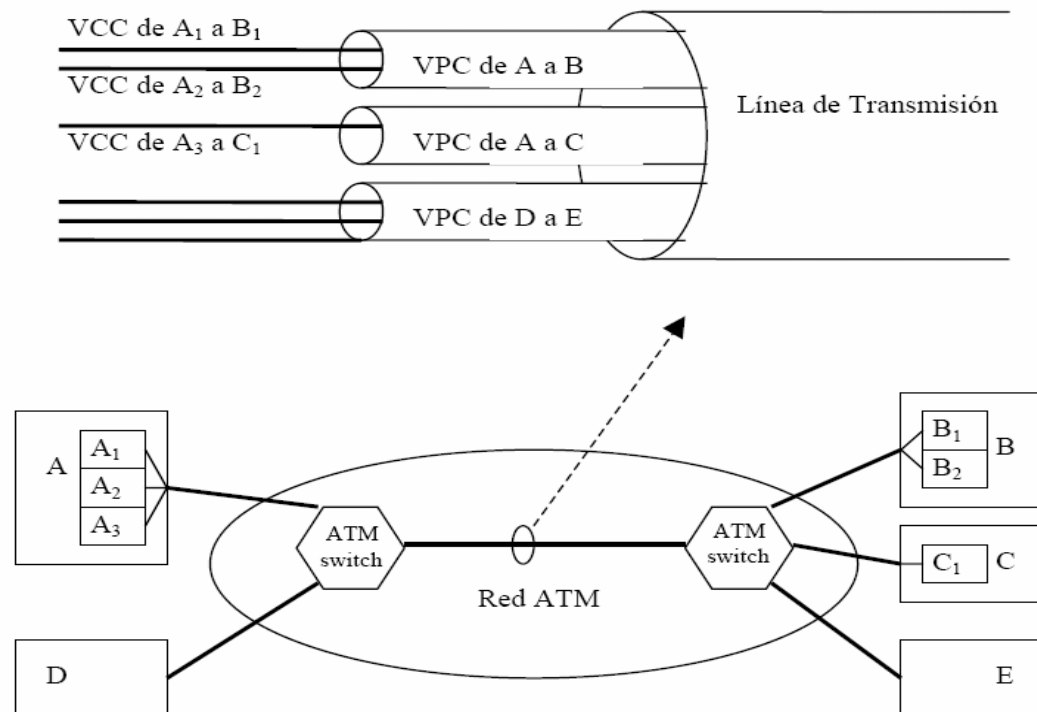 VCC de A₁ a B₁
VPC de A a B
VCC de A₂ a B₂
Línea de Transmisión
VCC de A₃ a C₁
VPC de A a C
VPC de D a E
A
A₁
A₂
A₃
B₁
B₂
B
ATM
switch
ATM
switch
C₁
C
Red ATM
D
E